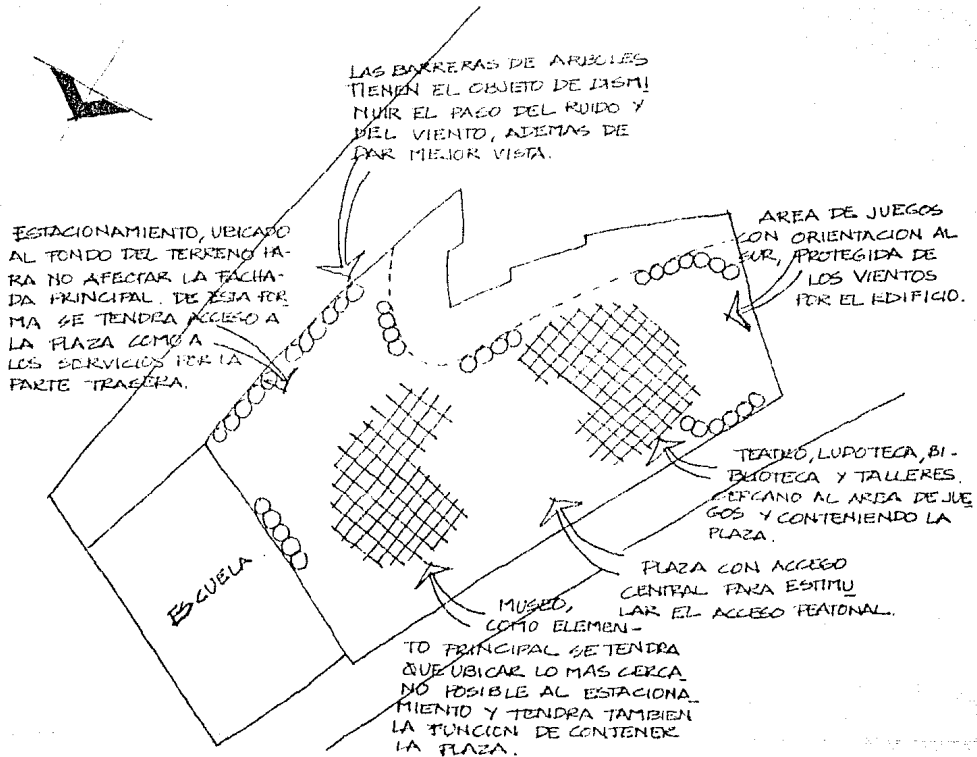 LAS BARRERAS DE ARBOLES
TIENEN EL OBJETO DE DISMI
NUIR EL PASO DEL RUIDO Y
DEL VIENTO, ADEMAS DE
DAR MEJOR VISTA.
ESTACIONAMIENTO, UBICADO
AL FONDO DEL TERRENO PA-
RA NO AFECTAR LA FACHA-
DA PRINCIPAL. DE ESTA FOR
MA SE TENDRA ACCESO A
LA PLAZA COMO A
LOS SERVICIOS POR LA
PARTE TRASERA.
AREA DE JUEGOS
CON ORIENTACION AL
SUR, PROTEGIDA DE
LOS VIENTOS
POR EL EDIFICIO.
TEATRO, LUDOTECA, BI-
BLIOTECA Y TALLERES.
CERCANO AL AREA DE JUE
GOS Y CONTENIENDO LA
PLAZA.
PLAZA CON ACCESO
CENTRAL PARA ESTIMU
LAR EL ACCESO PEATONAL.
ESCUELA
MUSEO,
COMO ELEMEN-
TO PRINCIPAL SE TENDRA
QUE UBICAR LO MAS CERCA
NO POSIBLE AL ESTACIONA
MIENTO Y TENDRA TAMBIEN
LA FUNCION DE CONTENER
LA PLAZA.